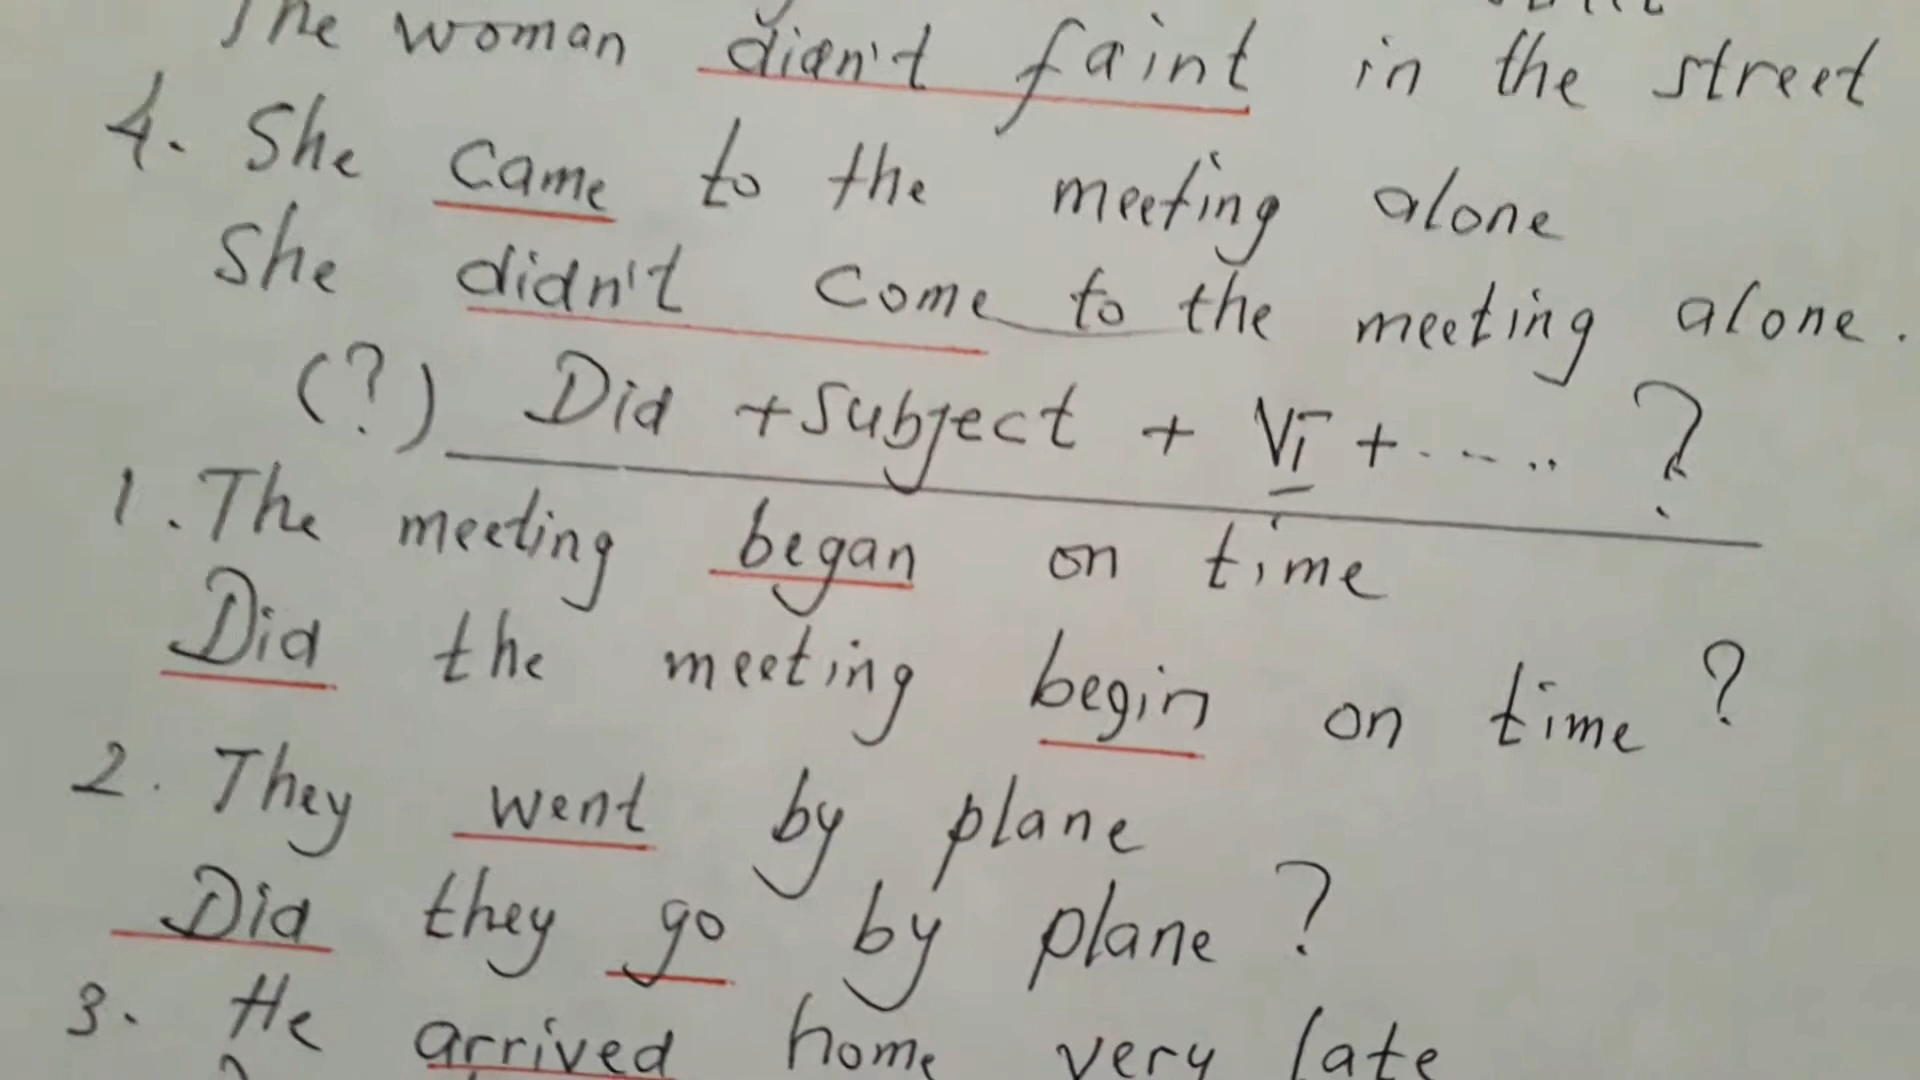 The woman didn't faint in the street
4. She came to the meeting alone
She didn't come to the meeting alone.
(?) Did + Subject + VI + ..... ?
1. The meeting began on time
Did the meeting begin on time ?
2. They went by plane
Did they go by plane ?
3. He arrived home very late